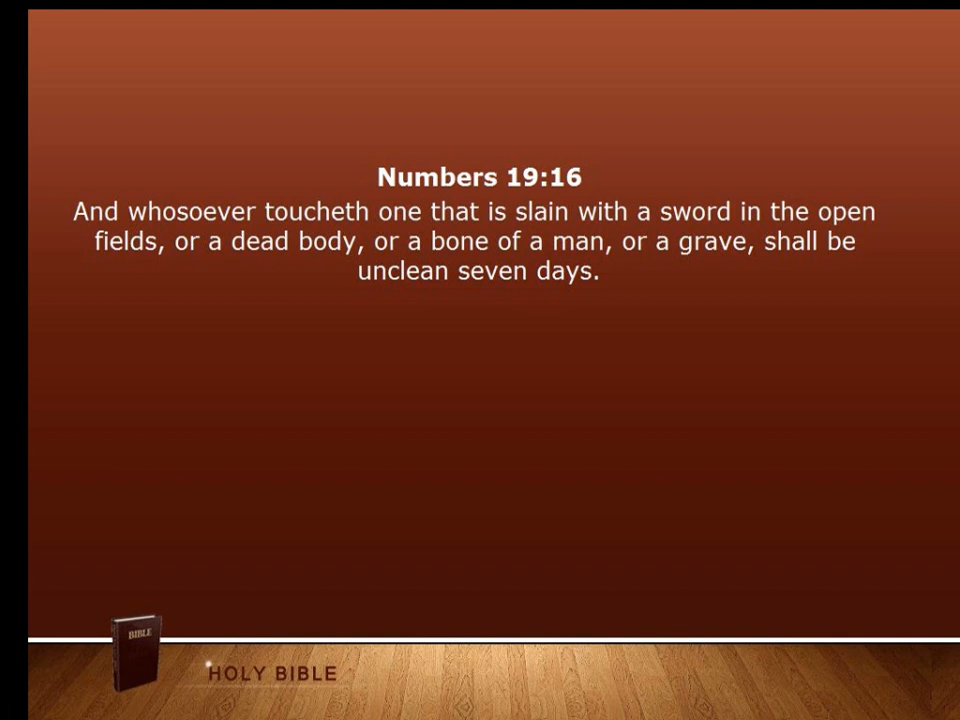 Numbers 19:16
And whosoever toucheth one that is slain with a sword in the open
fields, or a dead body, or a bone of a man, or a grave, shall be
unclean seven days.
BIBLE
HOLY BIBLE